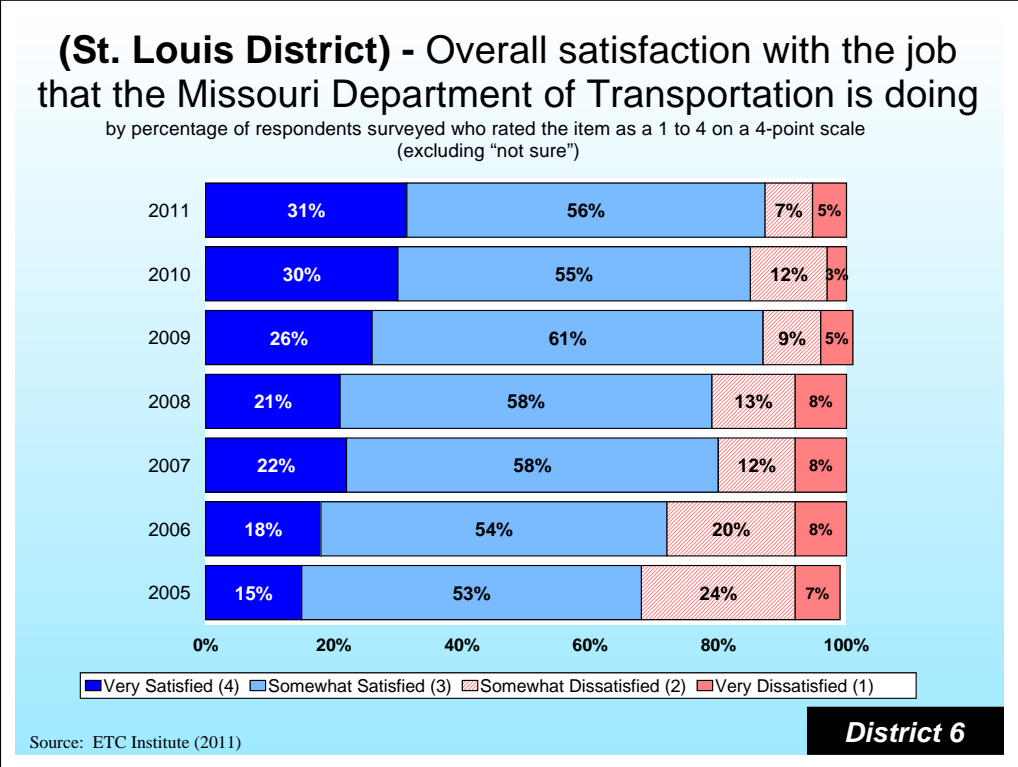 (St. Louis District) - Overall satisfaction with the job
that the Missouri Department of Transportation is doing
by percentage of respondents surveyed who rated the item as a 1 to 4 on a 4-point scale
(excluding “not sure”)
2011 31% 56% 7% 5%
2010 30% 55% 12% 3%
2009 26% 61% 9% 5%
2008 21% 58% 13% 8%
2007 22% 58% 12% 8%
2006 18% 54% 20% 8%
2005 15% 53% 24% 7%
0% 20% 40% 60% 80% 100%
Very Satisfied (4) Somewhat Satisfied (3) Somewhat Dissatisfied (2) Very Dissatisfied (1)
District 6
Source: ETC Institute (2011)